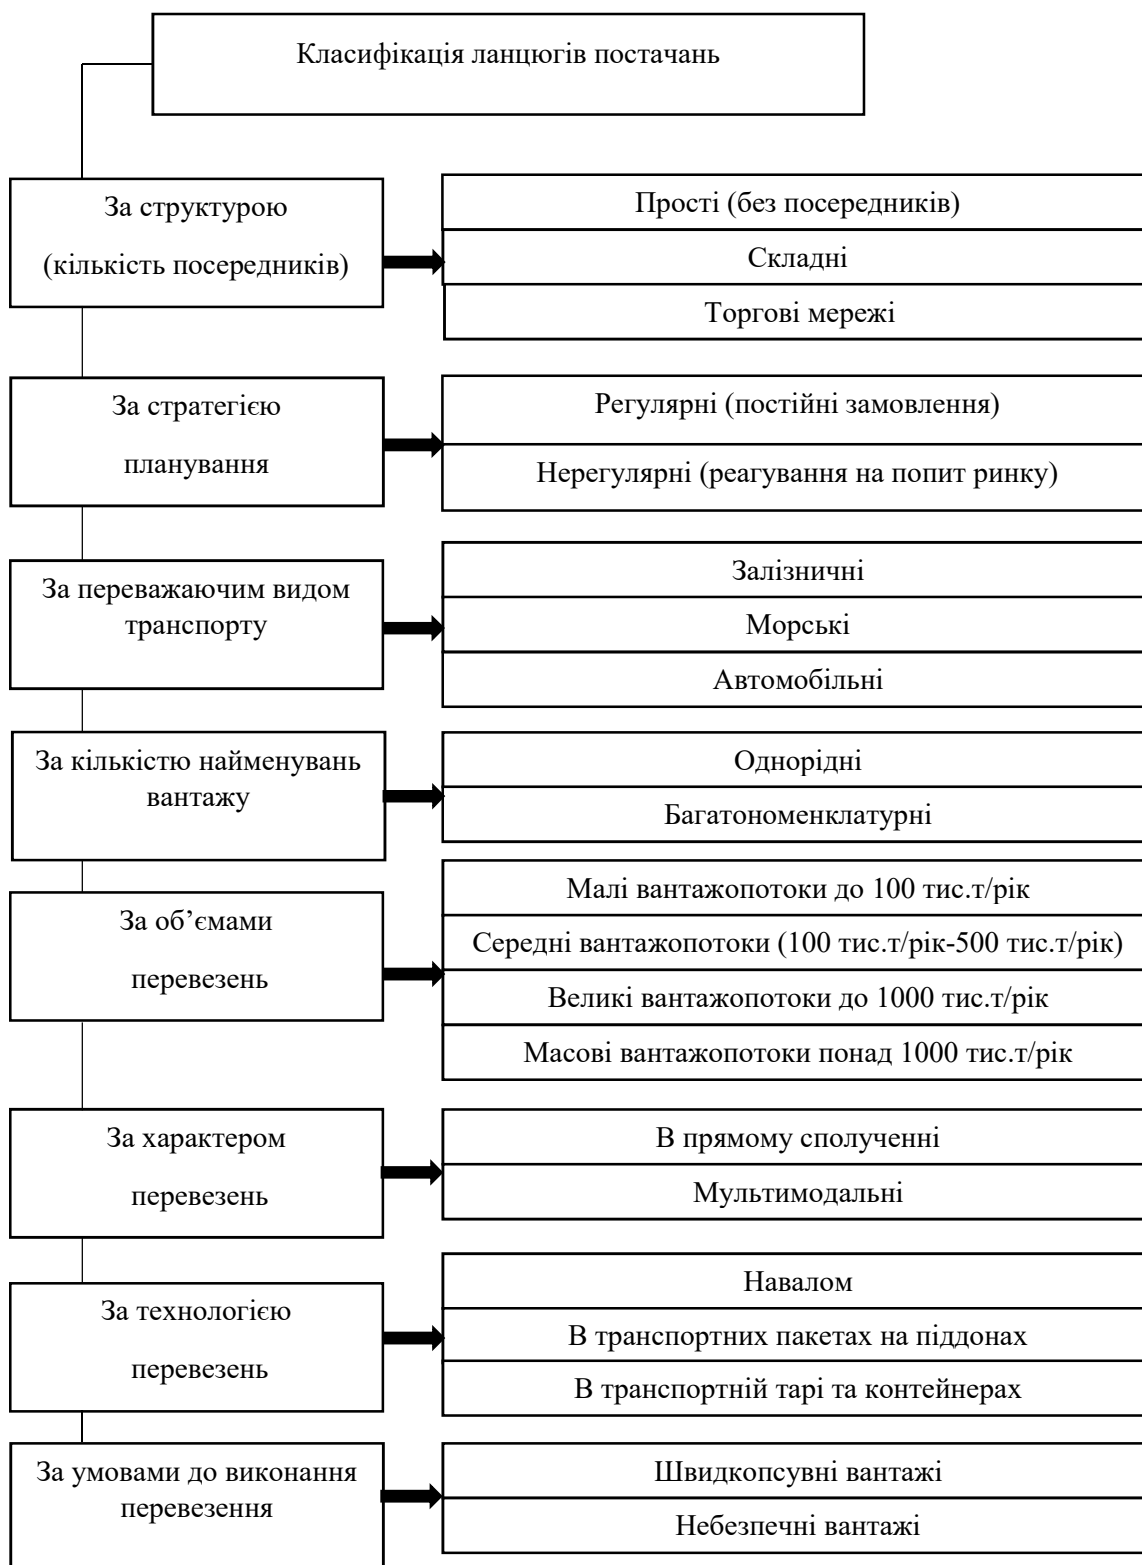 Класифікація ланцюгів постачань
За структурою
(кількість посередників)
Прості (без посередників)
Складні
Торгові мережі
За стратегією
планування
Регулярні (постійні замовлення)
Нерегулярні (реагування на попит ринку)
За переважаючим видом
транспорту
Залізничні
Морські
Автомобільні
За кількістю найменувань
вантажу
Однорідні
Багатономенклатурні
За об’ємами
перевезень
Малі вантажопотоки до 100 тис.т/рік
Середні вантажопотоки (100 тис.т/рік-500 тис.т/рік)
Великі вантажопотоки до 1000 тис.т/рік
Масові вантажопотоки понад 1000 тис.т/рік
За характером
перевезень
В прямому сполученні
Мультимодальні
За технологією
перевезень
Навалом
В транспортних пакетах на піддонах
В транспортній тарі та контейнерах
За умовами до виконання
перевезення
Швидкопсувні вантажі
Небезпечні вантажі